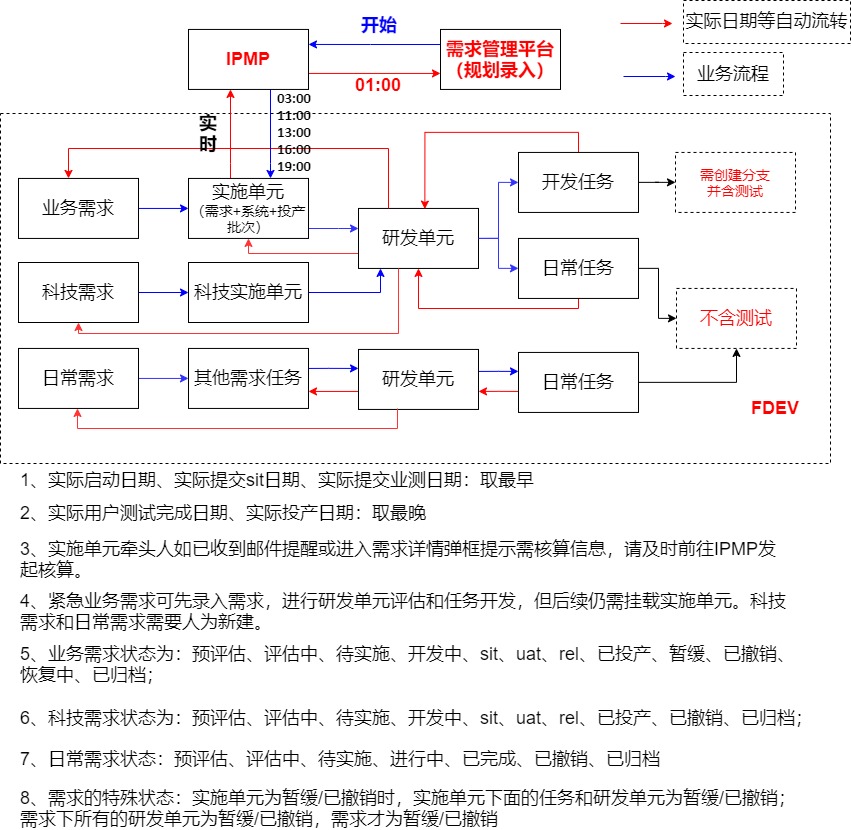 开始
实际日期等自动流转
IPMP
需求管理平台
（规划录入）
01:00
业务流程
03:00
11:00
13:00
16:00
19:00
实
时
业务需求
实施单元
（需求+系统+投产
批次）
研发单元
开发任务
需创建分支
并含测试
日常任务
科技需求
科技实施单元
不含测试
日常需求
其他需求任务
研发单元
日常任务
FDEV
1、实际启动日期、实际提交sit日期、实际提交业测日期：取最早
2、实际用户测试完成日期、实际投产日期：取最晚
3、实施单元牵头人如已收到邮件提醒或进入需求详情弹框提示需核算信息，请及时前往IPMP发
起核算。
4、紧急业务需求可先录入需求，进行研发单元评估和任务开发，但后续仍需挂载实施单元。科技
需求和日常需求需要人为新建。
5、业务需求状态为：预评估、评估中、待实施、开发中、sit、uat、rel、已投产、暂缓、已撤销、
恢复中、已归档；
6、科技需求状态为：预评估、评估中、待实施、开发中、sit、uat、rel、已投产、已撤销、已归档；
7、日常需求状态：预评估、评估中、待实施、进行中、已完成、已撤销、已归档
8、需求的特殊状态：实施单元为暂缓/已撤销时，实施单元下面的任务和研发单元为暂缓/已撤销；
需求下所有的研发单元为暂缓/已撤销，需求才为暂缓/已撤销